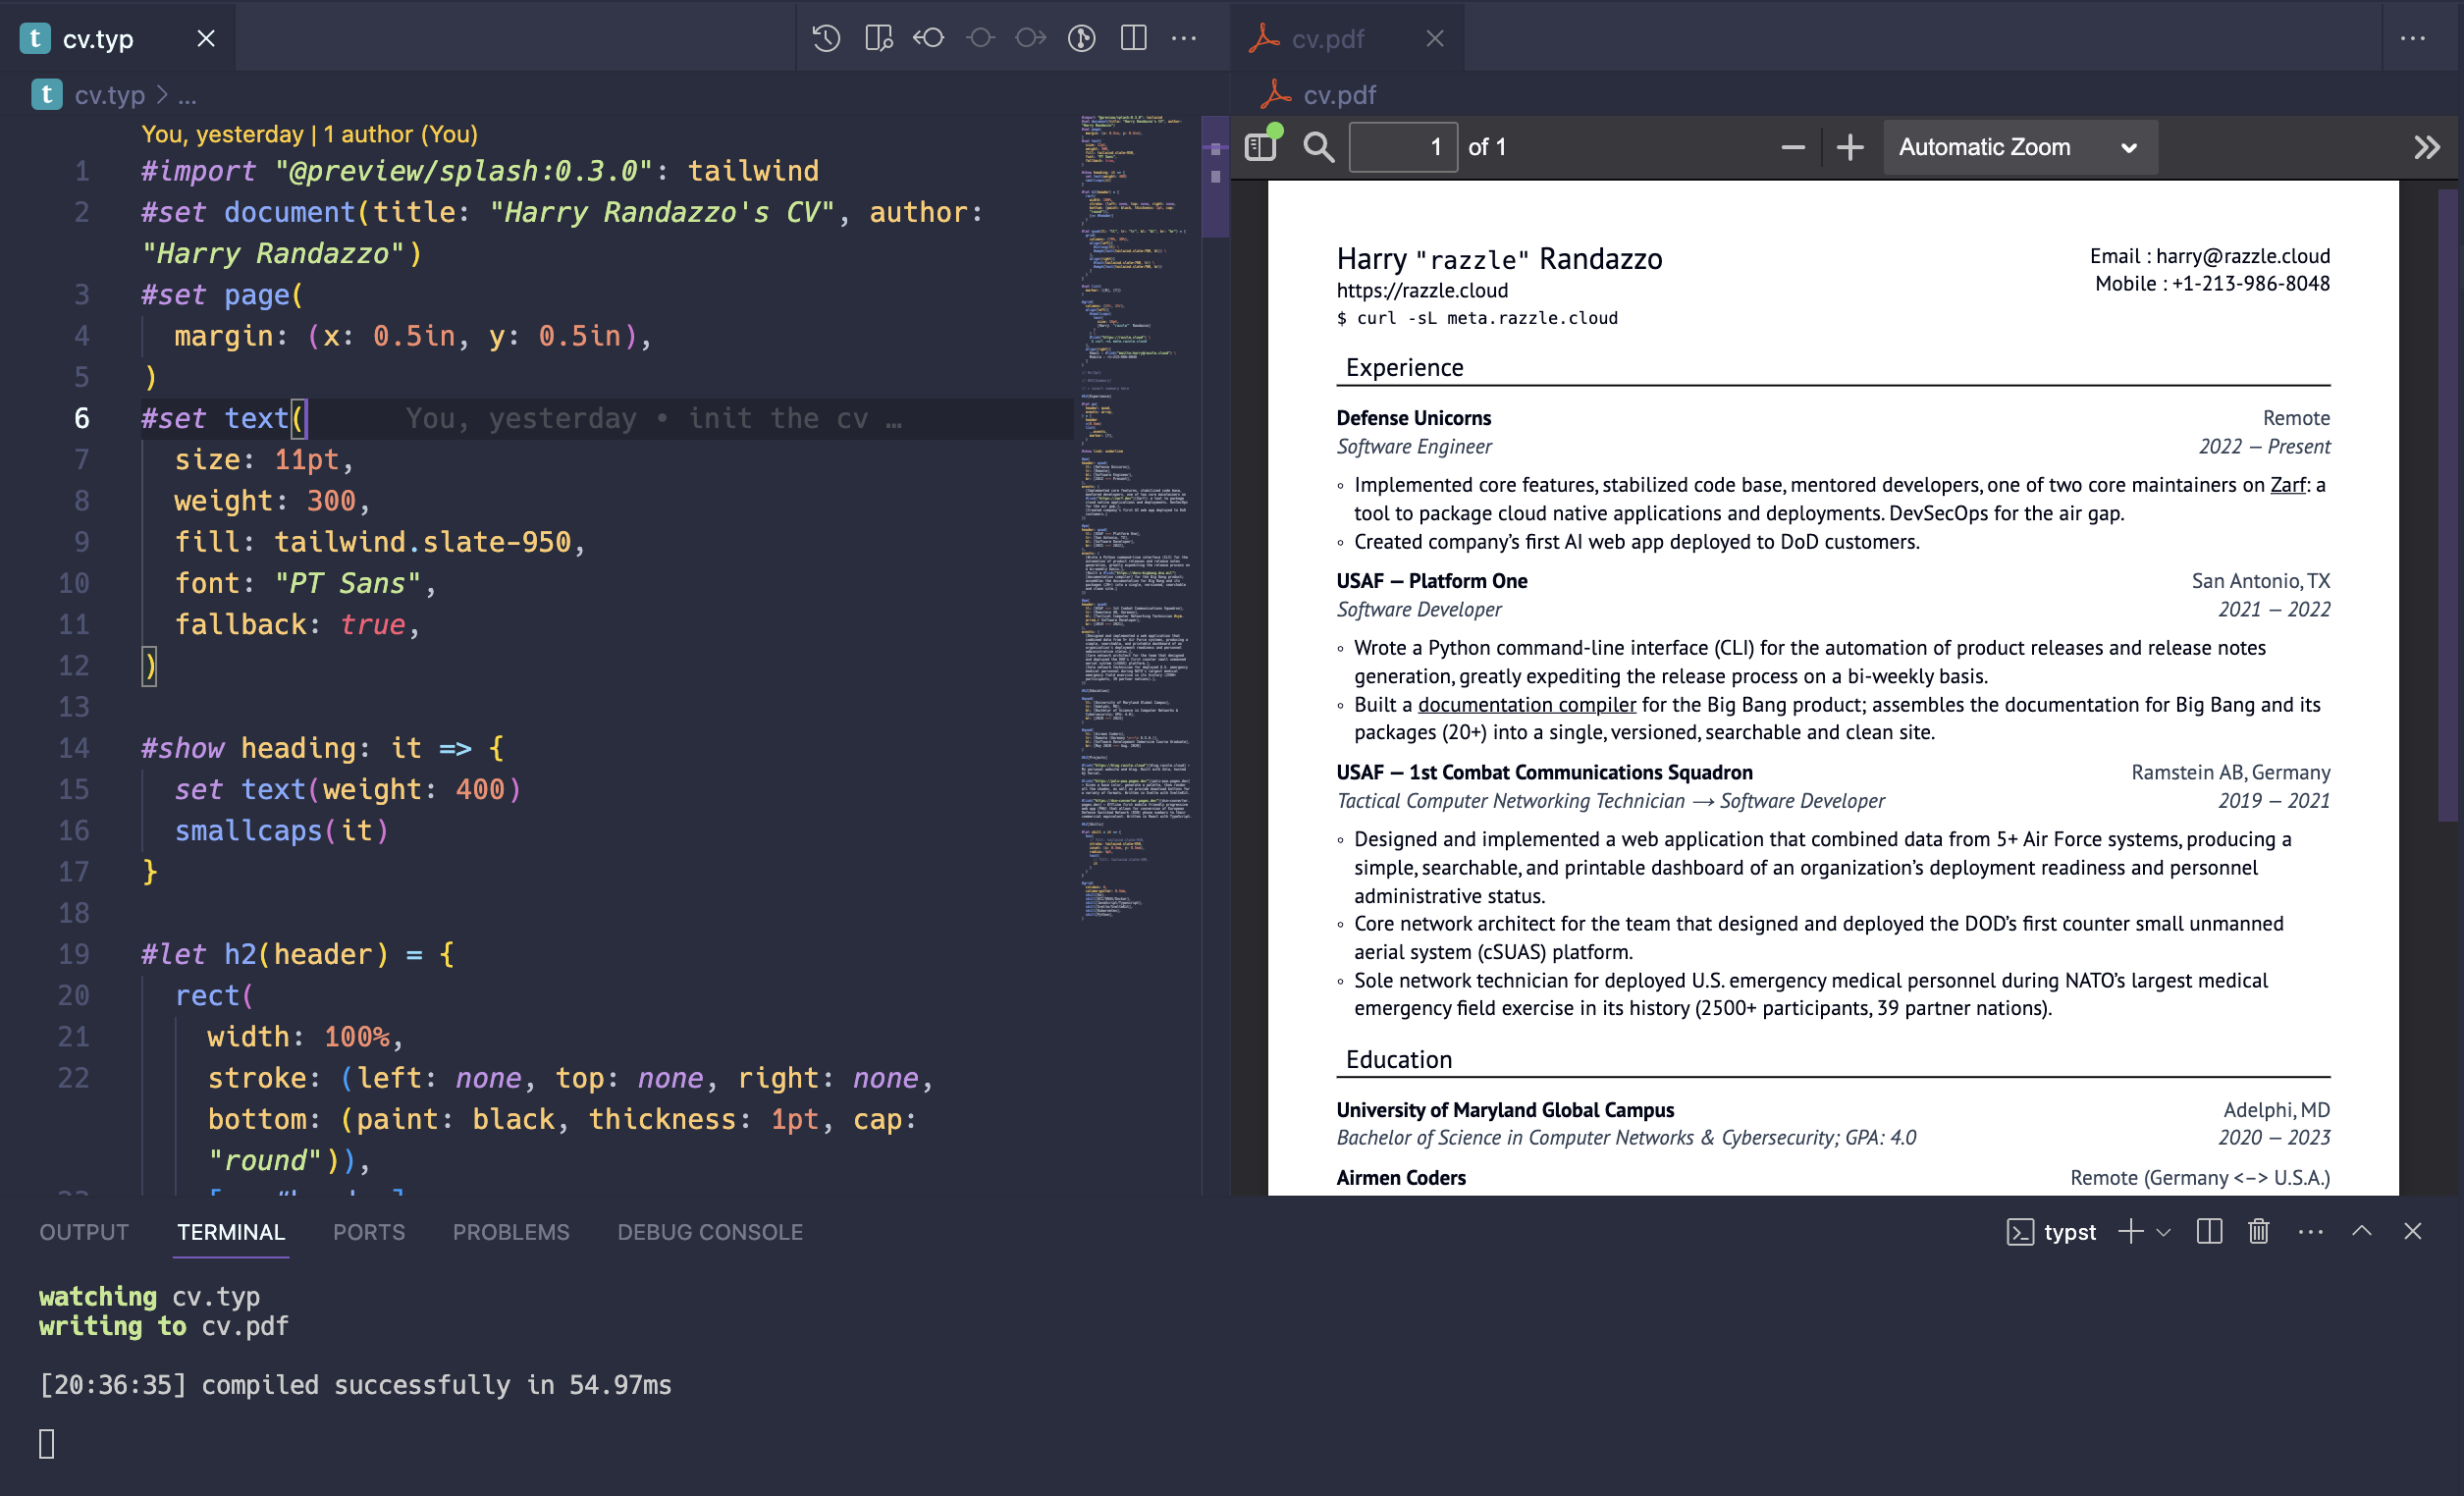 cv.typ
cv.typ > ...
You, yesterday | 1 author (You)
1 #import "@preview/splash:0.3.0": tailwind
2 #set document(title: "Harry Randazzo's CV", author:
"Harry Randazzo")
3 #set page(
4 margin: (x: 0.5in, y: 0.5in),
5 )
6 #set text( You, yesterday • init the cv …
7 size: 11pt,
8 weight: 300,
9 fill: tailwind.slate-950,
10 font: "PT Sans",
11 fallback: true,
12 )
13
14 #show heading: it => {
15 set text(weight: 400)
16 smallcaps(it)
17 }
18
19 #let h2(header) = {
20 rect(
21 width: 100%,
22 stroke: (left: none, top: none, right: none,
bottom: (paint: black, thickness: 1pt, cap:
"round")),
cv.pdf
cv.pdf
1 of 1
Automatic Zoom
Harry "razzle" Randazzo
https://razzle.cloud
$ curl -sL meta.razzle.cloud
Email : harry@razzle.cloud
Mobile : +1-213-986-8048
Experience
Defense Unicorns Remote
Software Engineer 2022 — Present
◦ Implemented core features, stabilized code base, mentored developers, one of two core maintainers on Zarf: a
tool to package cloud native applications and deployments. DevSecOps for the air gap.
◦ Created company’s first AI web app deployed to DoD customers.
USAF — Platform One San Antonio, TX
Software Developer 2021 — 2022
◦ Wrote a Python command-line interface (CLI) for the automation of product releases and release notes
generation, greatly expediting the release process on a bi-weekly basis.
◦ Built a documentation compiler for the Big Bang product; assembles the documentation for Big Bang and its
packages (20+) into a single, versioned, searchable and clean site.
USAF — 1st Combat Communications Squadron Ramstein AB, Germany
Tactical Computer Networking Technician ⟶ Software Developer 2019 — 2021
◦ Designed and implemented a web application that combined data from 5+ Air Force systems, producing a
simple, searchable, and printable dashboard of an organization’s deployment readiness and personnel
administrative status.
◦ Core network architect for the team that designed and deployed the DOD’s first counter small unmanned
aerial system (cSUAS) platform.
◦ Sole network technician for deployed U.S. emergency medical personnel during NATO’s largest medical
emergency field exercise in its history (2500+ participants, 39 partner nations).
Education
University of Maryland Global Campus Adelphi, MD
Bachelor of Science in Computer Networks & Cybersecurity; GPA: 4.0 2020 — 2023
Airmen Coders Remote (Germany <–> U.S.A.)
OUTPUT TERMINAL PORTS PROBLEMS DEBUG CONSOLE
typst
watching cv.typ
writing to cv.pdf
[20:36:35] compiled successfully in 54.97ms